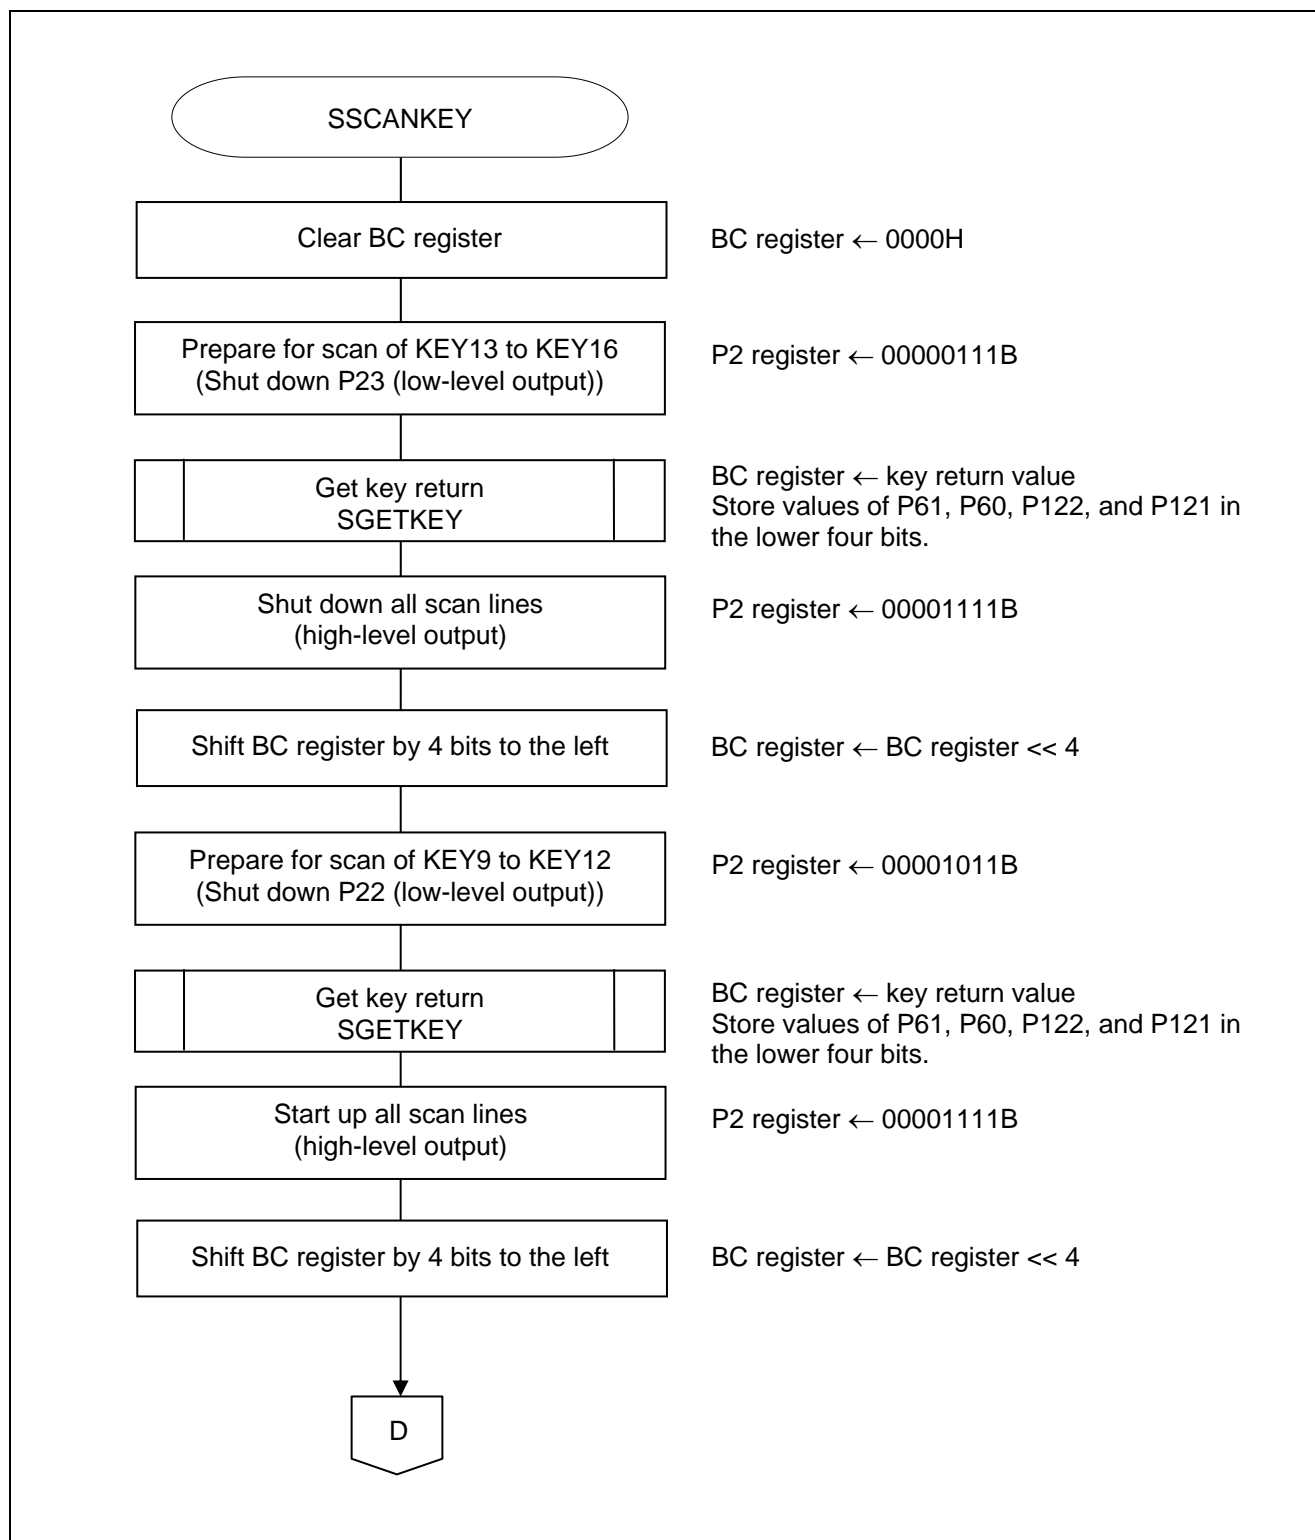 SSCANKEY
Clear BC register
BC register ← 0000H
Prepare for scan of KEY13 to KEY16
(Shut down P23 (low-level output))
P2 register ← 00000111B
Get key return
SGETKEY
BC register ← key return value
Store values of P61, P60, P122, and P121 in
the lower four bits.
Shut down all scan lines
(high-level output)
P2 register ← 00001111B
Shift BC register by 4 bits to the left
BC register ← BC register << 4
Prepare for scan of KEY9 to KEY12
(Shut down P22 (low-level output))
P2 register ← 00001011B
Get key return
SGETKEY
BC register ← key return value
Store values of P61, P60, P122, and P121 in
the lower four bits.
Start up all scan lines
(high-level output)
P2 register ← 00001111B
Shift BC register by 4 bits to the left
BC register ← BC register << 4
D